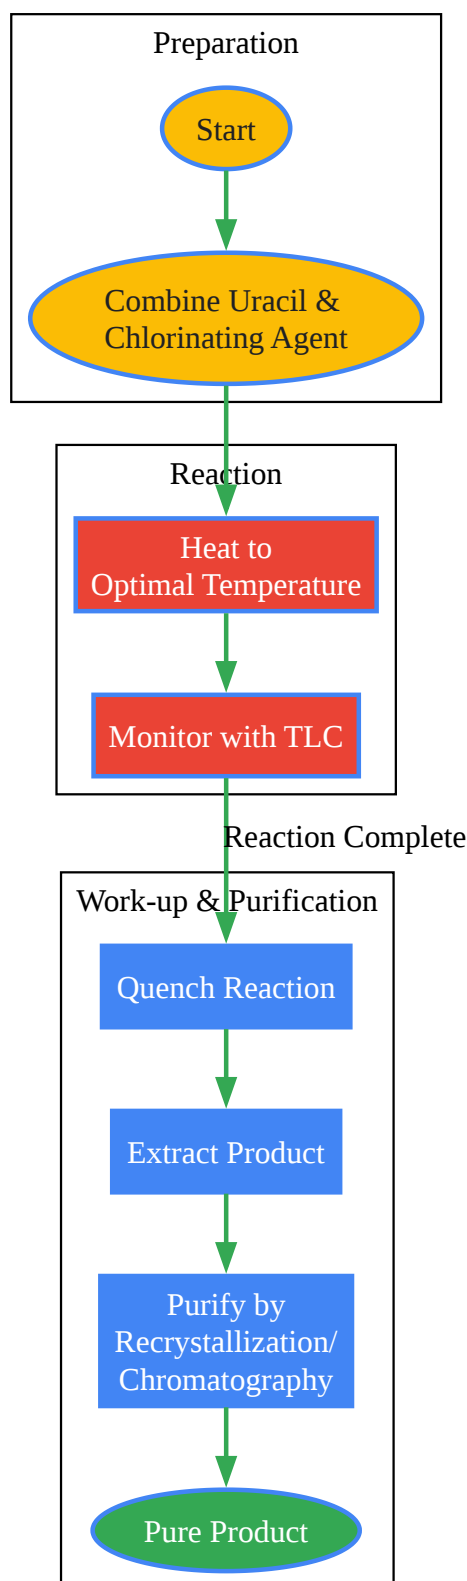 Preparation
Start
Combine Uracil &
Chlorinating Agent
Reaction
Heat to
Optimal Temperature
Monitor with TLC
Reaction Complete
Work-up & Purification
Quench Reaction
Extract Product
Purify by
Recrystallization/
Chromatography
Pure Product